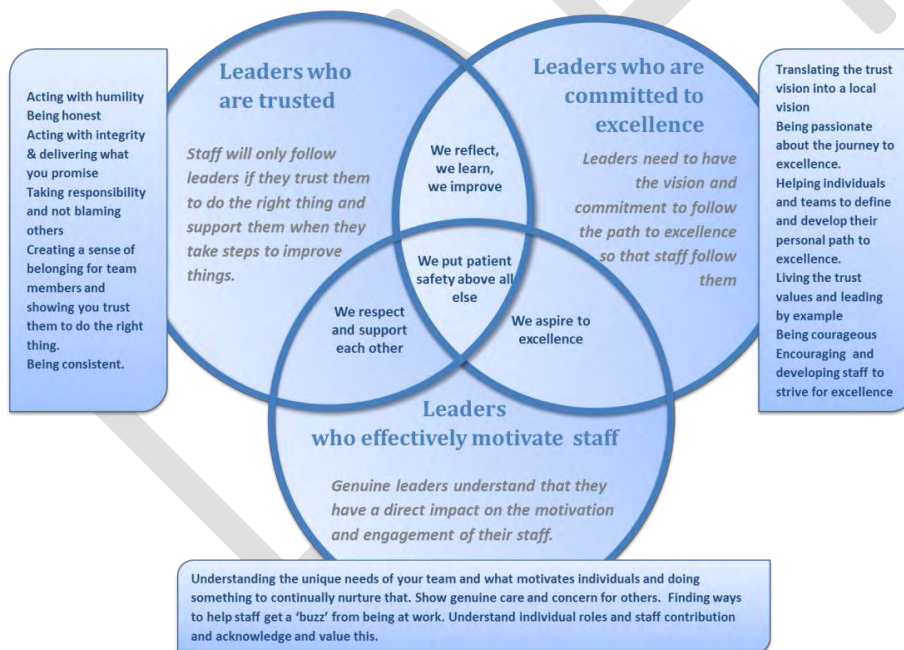 Acting with humility
Being honest
Acting with integrity
& delivering what
you promise
Taking responsibility
and not blaming
others
Creating a sense of
belonging for team
members and
showing you trust
them to do the right
thing.
Being consistent.
Leaders who
are trusted
Staff will only follow
leaders if they trust them
to do the right thing and
support them when they
take steps to improve
things.
We reflect,
we learn,
we improve
Leaders who are
committed to
excellence
Leaders need to have
the vision and
commitment to follow
the path to excellence
so that staff follow
them
Translating the trust
vision into a local
vision
Being passionate
about the journey to
excellence.
Helping individuals
and teams to define
and develop their
personal path to
excellence.
Living the trust
values and leading
by example
Being courageous
Encouraging and
developing staff to
strive for excellence
We put patient
safety above all
else
We respect
and support
each other
We aspire to
excellence
Leaders
who effectively motivate staff
Genuine leaders understand that they
have a direct impact on the motivation
and engagement of their staff.
Understanding the unique needs of your team and what motivates individuals and doing
something to continually nurture that. Show genuine care and concern for others. Finding ways
to help staff get a ‘buzz’ from being at work. Understand individual roles and staff contribution
and acknowledge and value this.